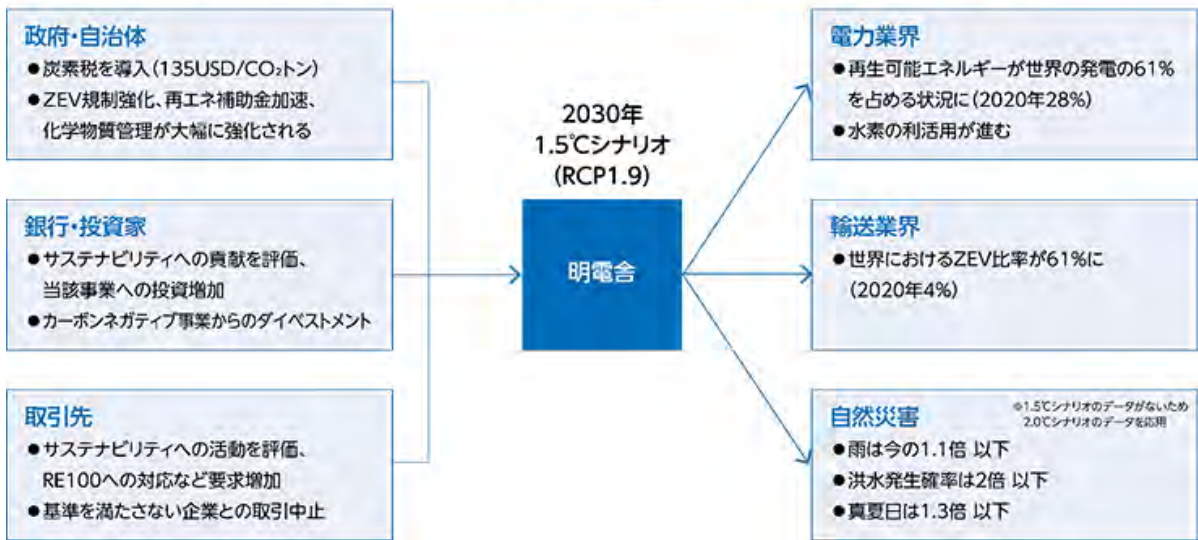 政府・自治体
●炭素税を導入(135USD/CO₂トン)
●ZEV規制強化、再エネ補助金加速、
化学物質管理が大幅に強化される
銀行・投資家
●サステナビリティへの貢献を評価、
当該事業への投資増加
●カーボンネガティブ事業からのダイベストメント
取引先
●サステナビリティへの活動を評価、
RE100への対応など要求増加
●基準を満たさない企業との取引中止
2030年
1.5℃シナリオ
(RCP1.9)
明電舎
電力業界
●再生可能エネルギーが世界の発電の61%
を占める状況に(2020年28%)
●水素の利活用が進む
輸送業界
●世界におけるZEV比率が61%に
(2020年4%)
自然災害
※1.5℃シナリオのデータがないため
2.0℃シナリオのデータを応用
●雨は今の1.1倍 以下
●洪水発生確率は2倍 以下
●真夏日は1.3倍 以下